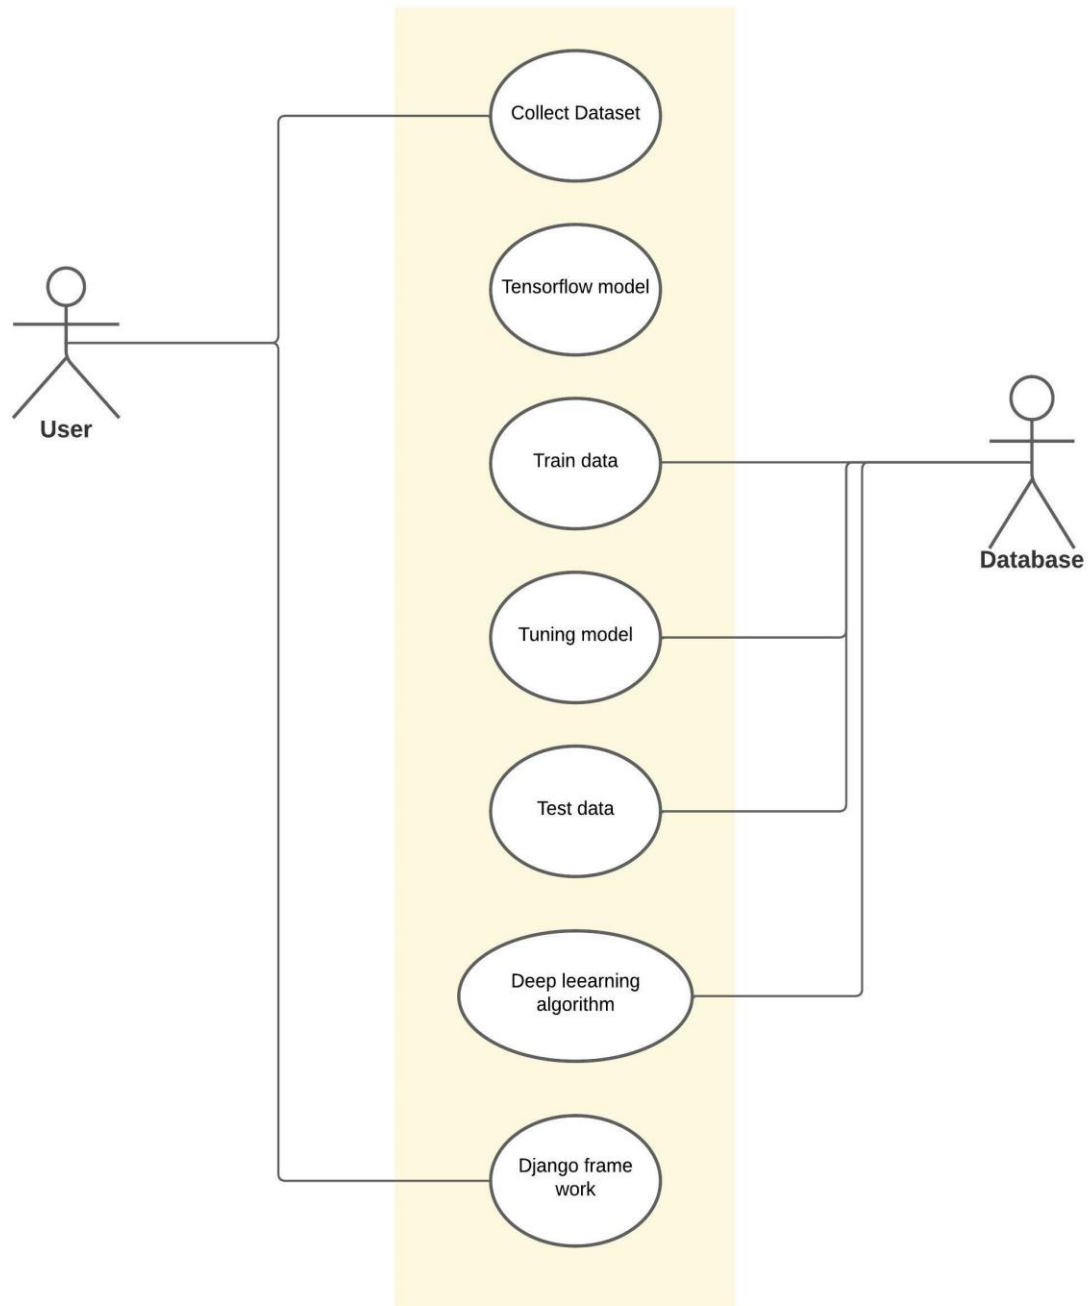 Collect Dataset
Tensorflow model
User
Train data
Database
Tuning model
Test data
Deep leearning
algorithm
Django frame
work